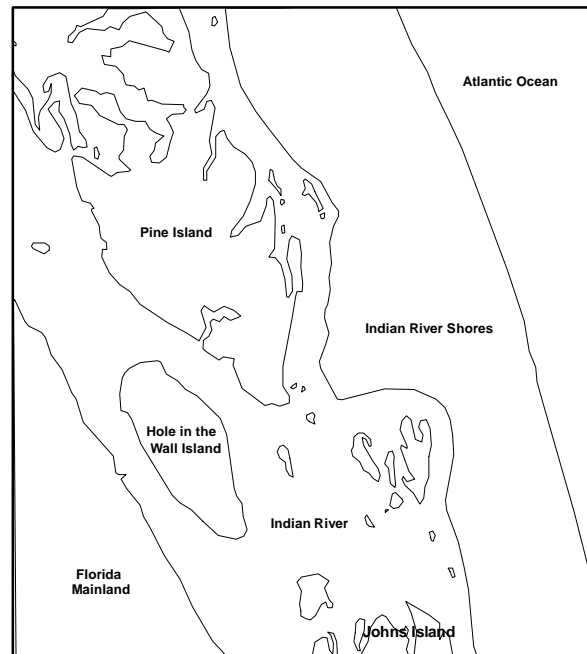 Atlantic Ocean
Pine Island
Indian River Shores
Hole in the
Wall Island
Indian River
Florida
Mainland
Johns Island